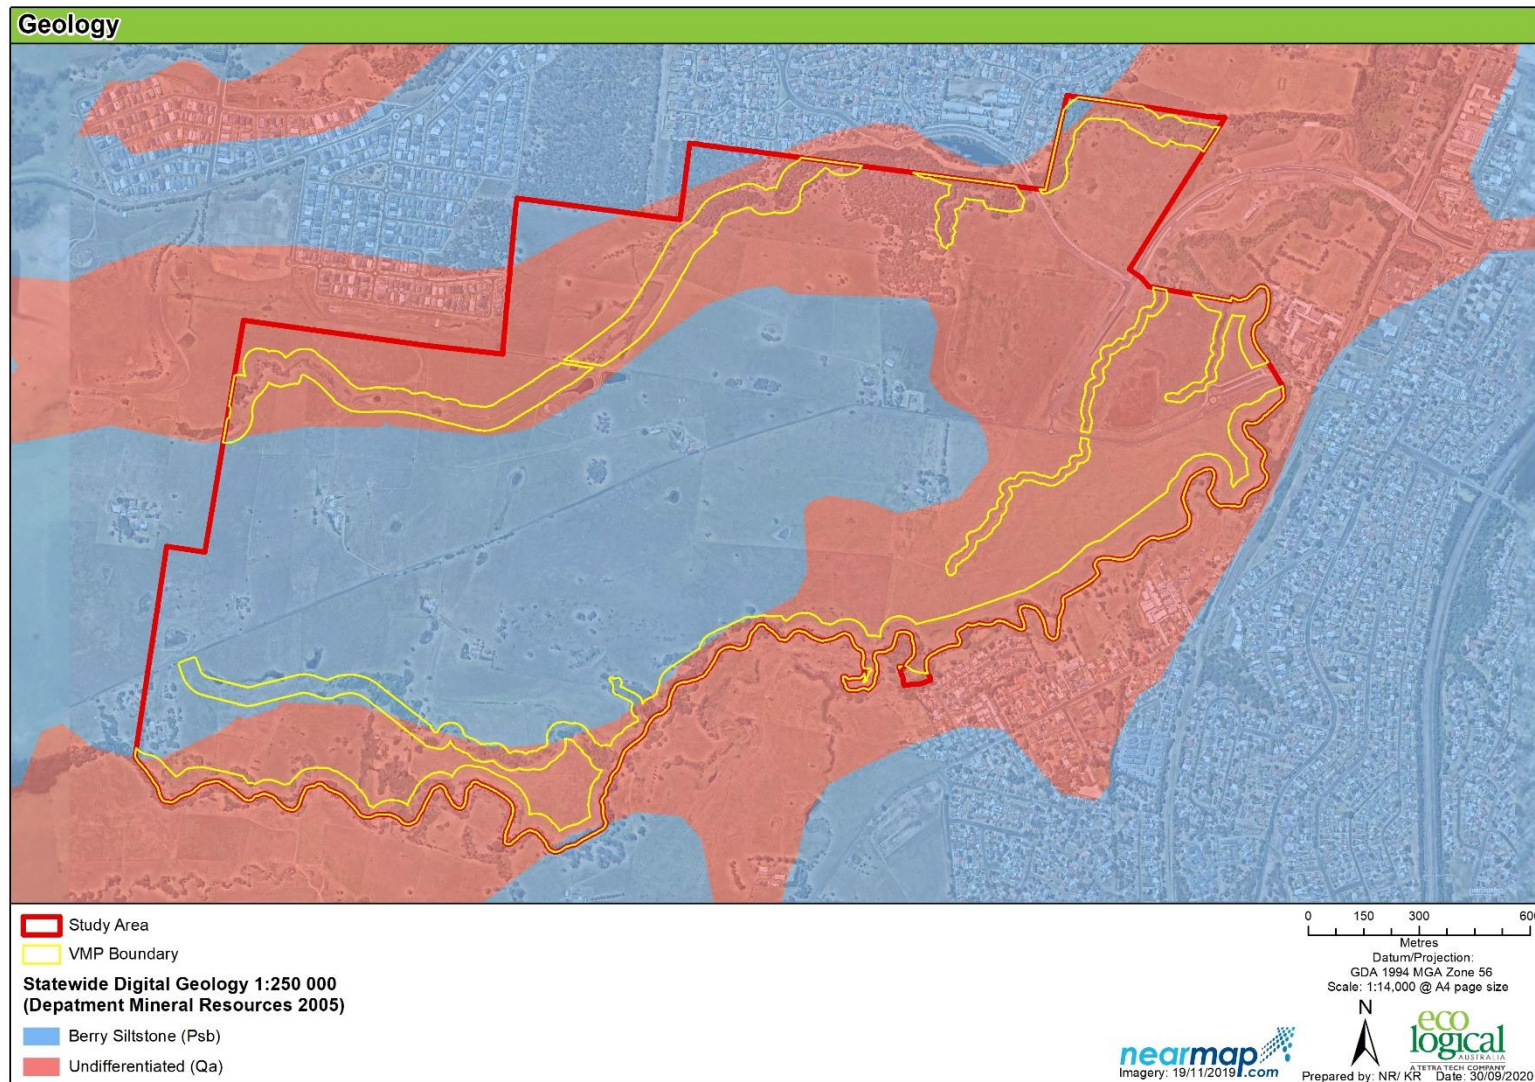 Geology
Study Area
VMP Boundary
Statewide Digital Geology 1:250 000
(Depatment Mineral Resources 2005)
Berry Siltstone (Psb)
Undifferentiated (Qa)
0 150 300 600
Metres
Datum/Projection:
GDA 1994 MGA Zone 56
Scale: 1:14,000 @ A4 page size
N
nearmap
.com
Imagery: 19/11/2019
eco
logical
AUSTRALIA
A TETRA TECH COMPANY
Prepared by: NR/ KR Date: 30/09/2020